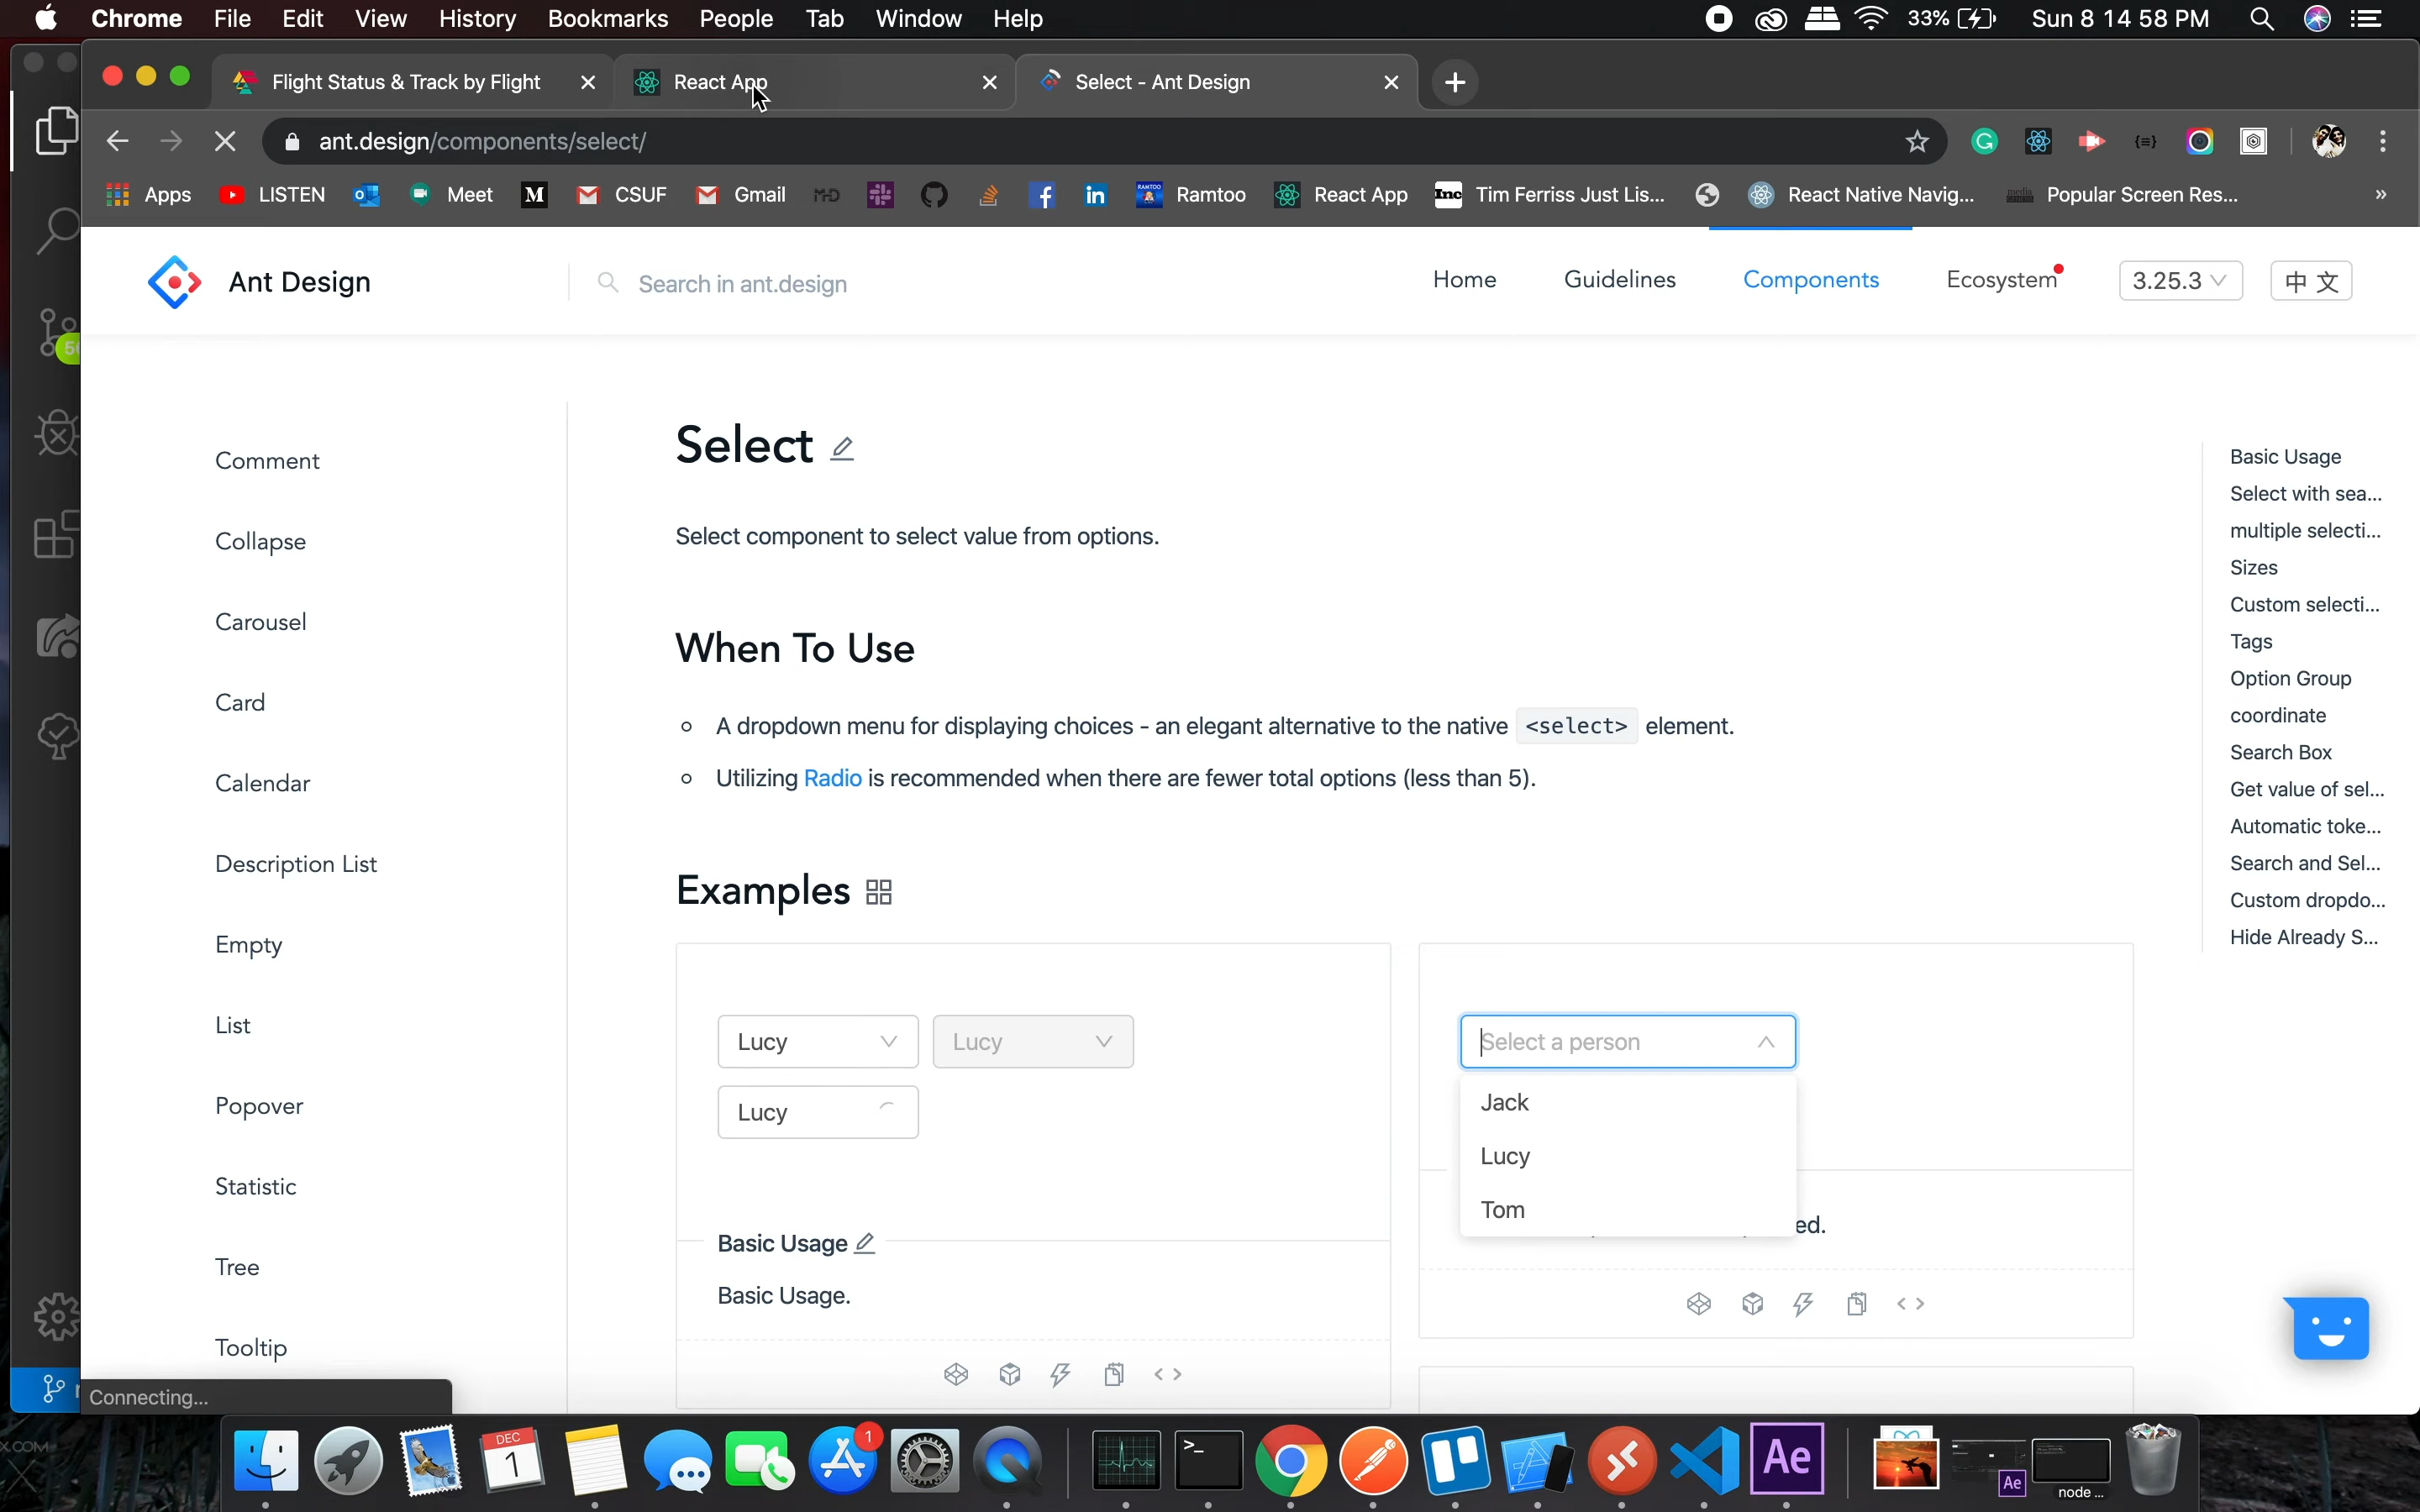 Chrome File Edit View History Bookmarks People Tab Window Help 33% Sun 8 14 58 PM
Flight Status & Track by Flight React App Select - Ant Design
ant.design/components/select/
Apps LISTEN Meet M CSUF Gmail M-D in RAMTOO Ramtoo React App Inc Tim Ferriss Just Lis... React Native Navig... Popular Screen Res... »
Ant Design Search in ant.design Home Guidelines Components Ecosystem 3.25.3 中 文
Comment
Collapse
Carousel
Card
Calendar
Description List
Empty
List
Popover
Statistic
Tree
Tooltip
Select
Select component to select value from options.
When To Use
A dropdown menu for displaying choices - an elegant alternative to the native <select> element.
Utilizing Radio is recommended when there are fewer total options (less than 5).
Examples
Lucy Lucy
Lucy
Basic Usage
Basic Usage.
Select a person
Jack
Lucy
Tom
ed.
Basic Usage
Select with sea...
multiple selecti...
Sizes
Custom selecti...
Tags
Option Group
coordinate
Search Box
Get value of sel...
Automatic toke...
Search and Sel...
Custom dropdo...
Hide Already S...
Connecting...
DEC
1
1
Ae
Ae
node ...